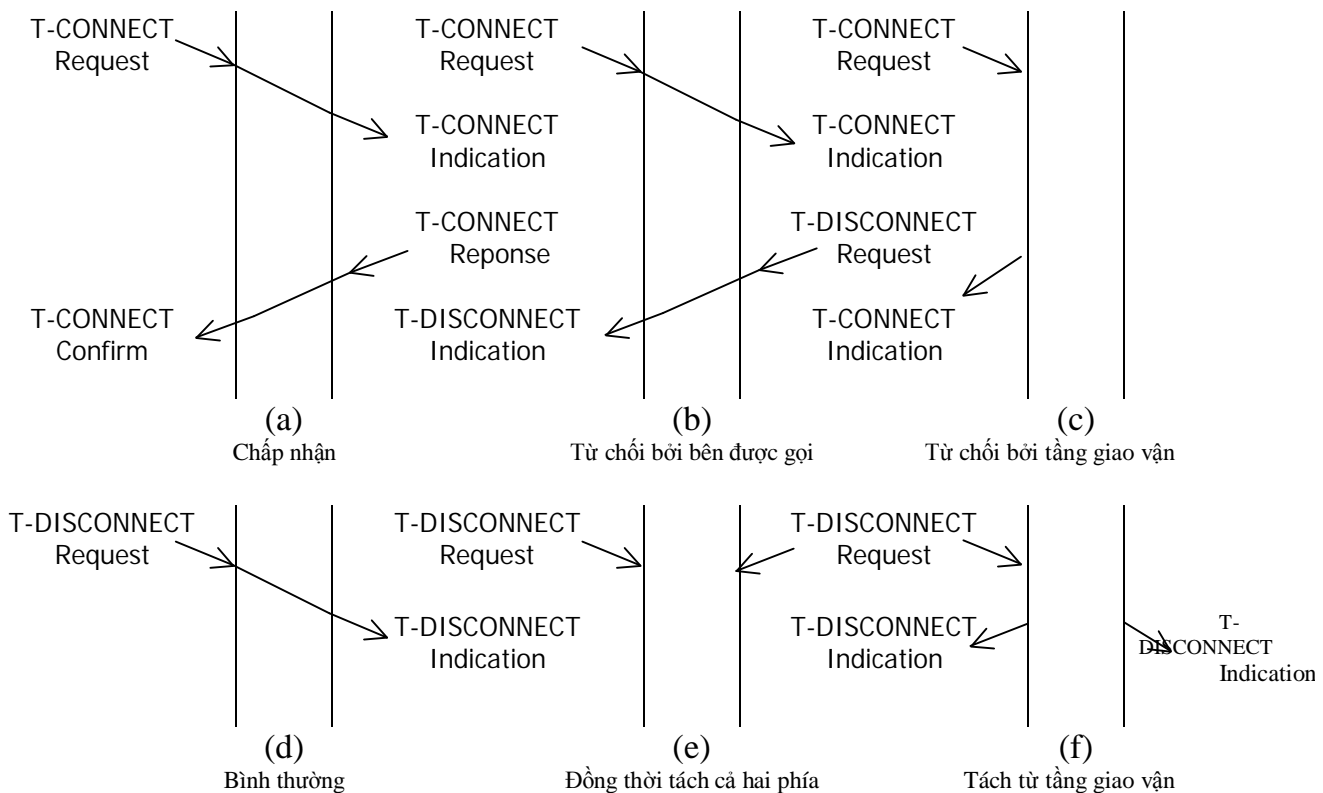 T-CONNECT
Request
T-CONNECT
Indication
T-CONNECT
Reponse
T-CONNECT
Confirm
(a)
Chấp nhận
T-CONNECT
Request
T-CONNECT
Indication
T-DISCONNECT
Request
T-DISCONNECT
Indication
(b)
Từ chối bởi bên được gọi
T-CONNECT
Request
T-CONNECT
Indication
(c)
Từ chối bởi tầng giao vận
T-DISCONNECT
Request
T-DISCONNECT
Indication
(d)
Bình thường
T-DISCONNECT
Request
T-DISCONNECT
Request
(e)
Đồng thời tách cả hai phía
T-DISCONNECT
Indication
T-
DISCONNECT
Indication
(f)
Tách từ tầng giao vận